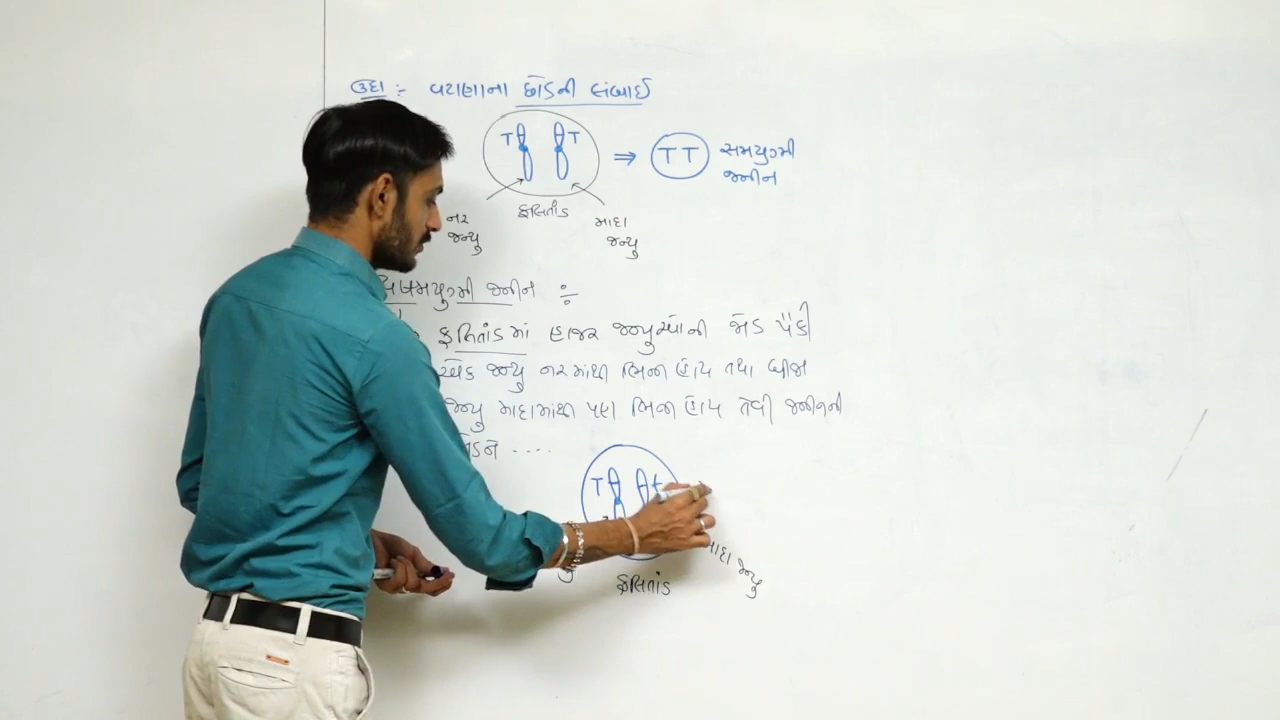 ઉદા :- વટાણાના છોડની લંબાઈ
T T ⇒ TT સમયુગ્મી
જનીન
ફલિતાંડ
નર
જન્યુ
માદા
જન્યુ
વિષમયુગ્મી જનીન ÷
ફલિતાંડમાં હાજર જન્યુઓની જોડ પૈકી
એક જન્યુ નરમાંથી ભિન્ન હોય તથા બીજા
જન્યુ માદામાંથી પણ ભિન્ન હોય તેવી જનીનની
....
T t
માદા જન્યુ
ફલિતાંડ